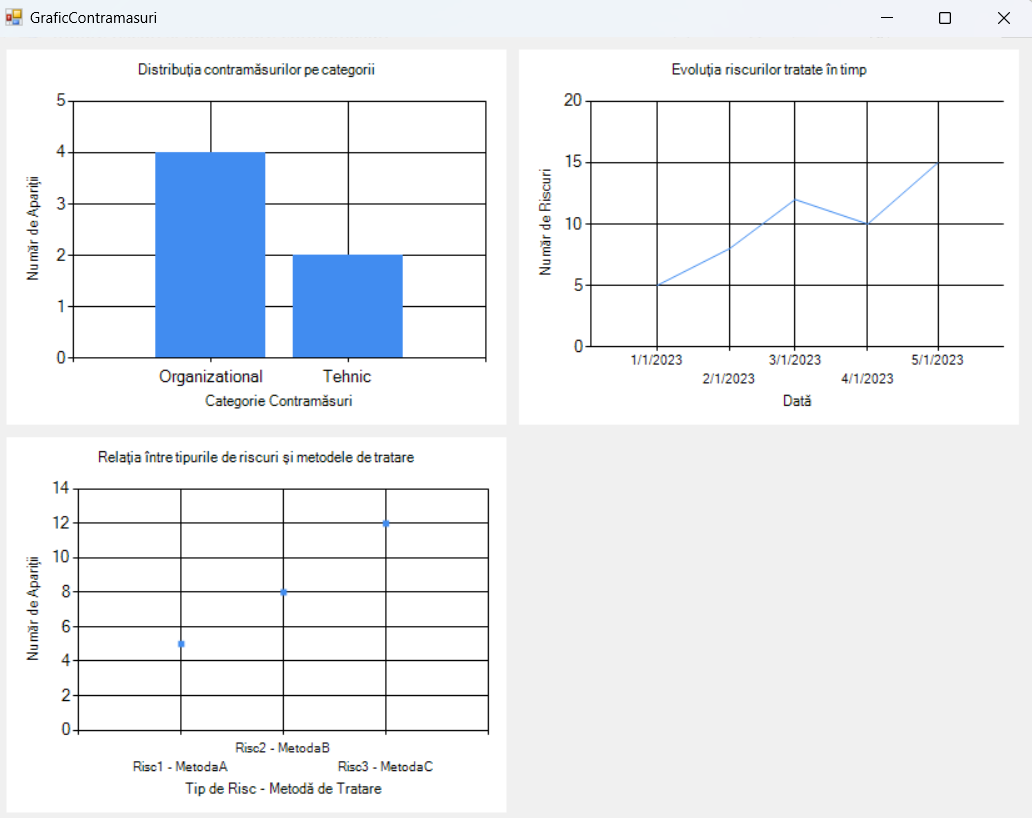 GraficContramasuri
Distribuția contramăsurilor pe categorii
Număr de Apariții
5
4
3
2
1
0
Organizational
Tehnic
Categorie Contramăsuri
Evoluția riscurilor tratate în timp
Număr de Riscuri
20
15
10
5
0
1/1/2023
2/1/2023
3/1/2023
4/1/2023
5/1/2023
Dată
Relația între tipurile de riscuri și metodele de tratare
Număr de Apariții
14
12
10
8
6
4
2
0
Risc1 - MetodaA
Risc2 - MetodaB
Risc3 - MetodaC
Tip de Risc - Metodă de Tratare